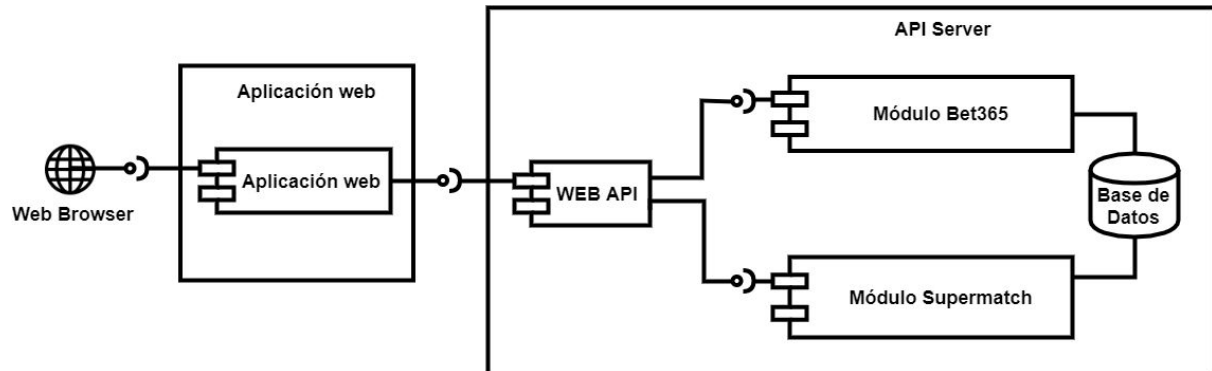 API Server
Aplicación web
Módulo Bet365
Aplicación web
WEB API
Base de
Datos
Web Browser
Módulo Supermatch